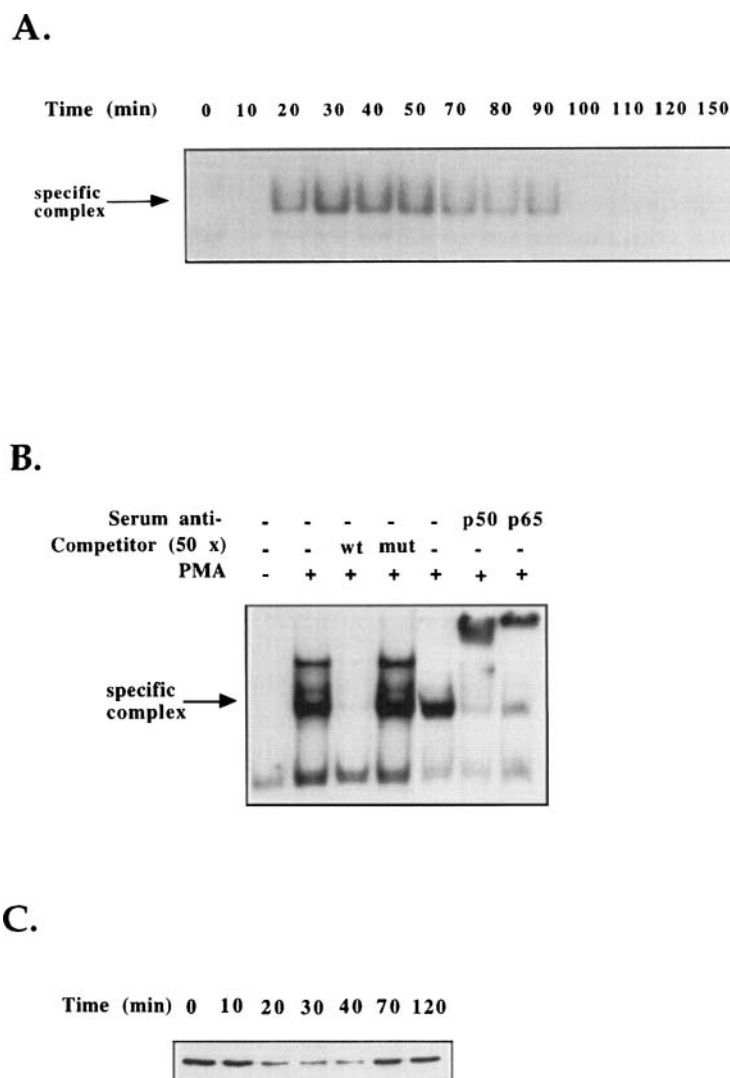 A.
Time (min) 0 10 20 30 40 50 70 80 90 100 110 120 150
specific
complex
B.
Serum anti- - - - - - p50 p65
Competitor (50 x) - - wt mut - - -
PMA - + + + + + +
specific
complex
C.
Time (min) 0 10 20 30 40 70 120